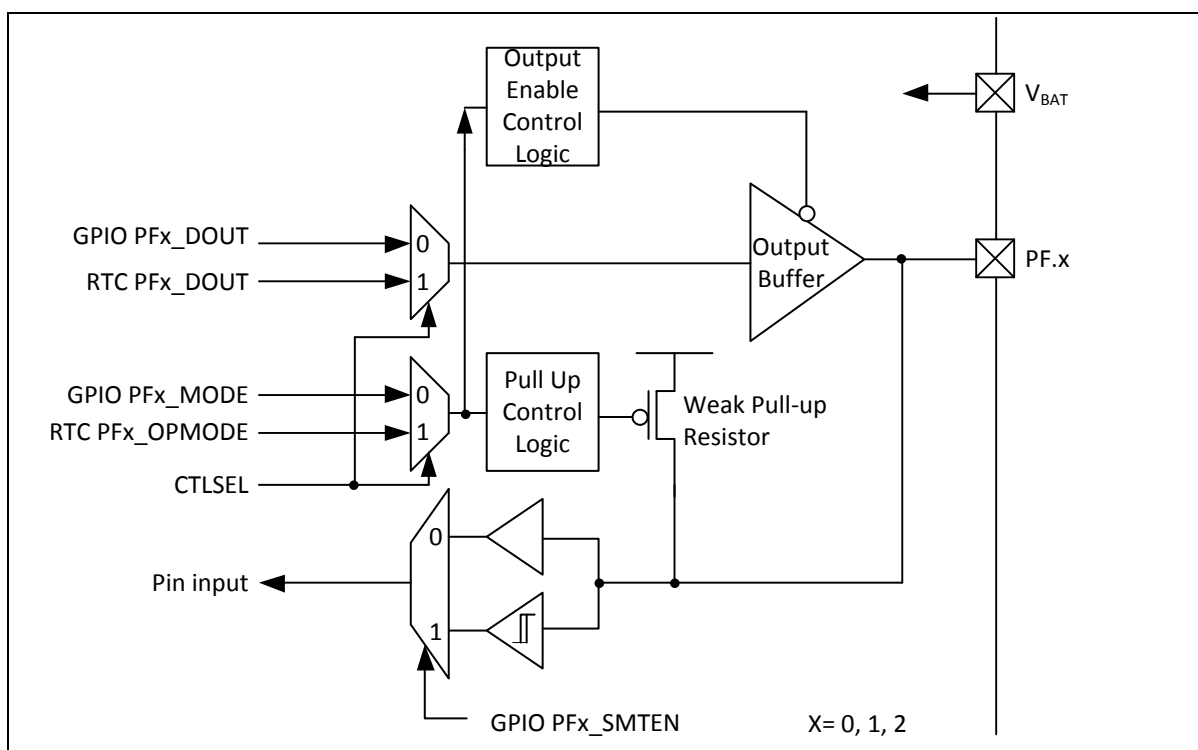 Output
Enable
Control
Logic
V_BAT
GPIO PFx_DOUT
0
RTC PFx_DOUT
1
Output
Buffer
PF.x
GPIO PFx_MODE
0
RTC PFx_OPMODE
1
Pull Up
Control
Logic
Weak Pull-up
Resistor
CTLSEL
0
Pin input
1
GPIO PFx_SMTEN
X= 0, 1, 2